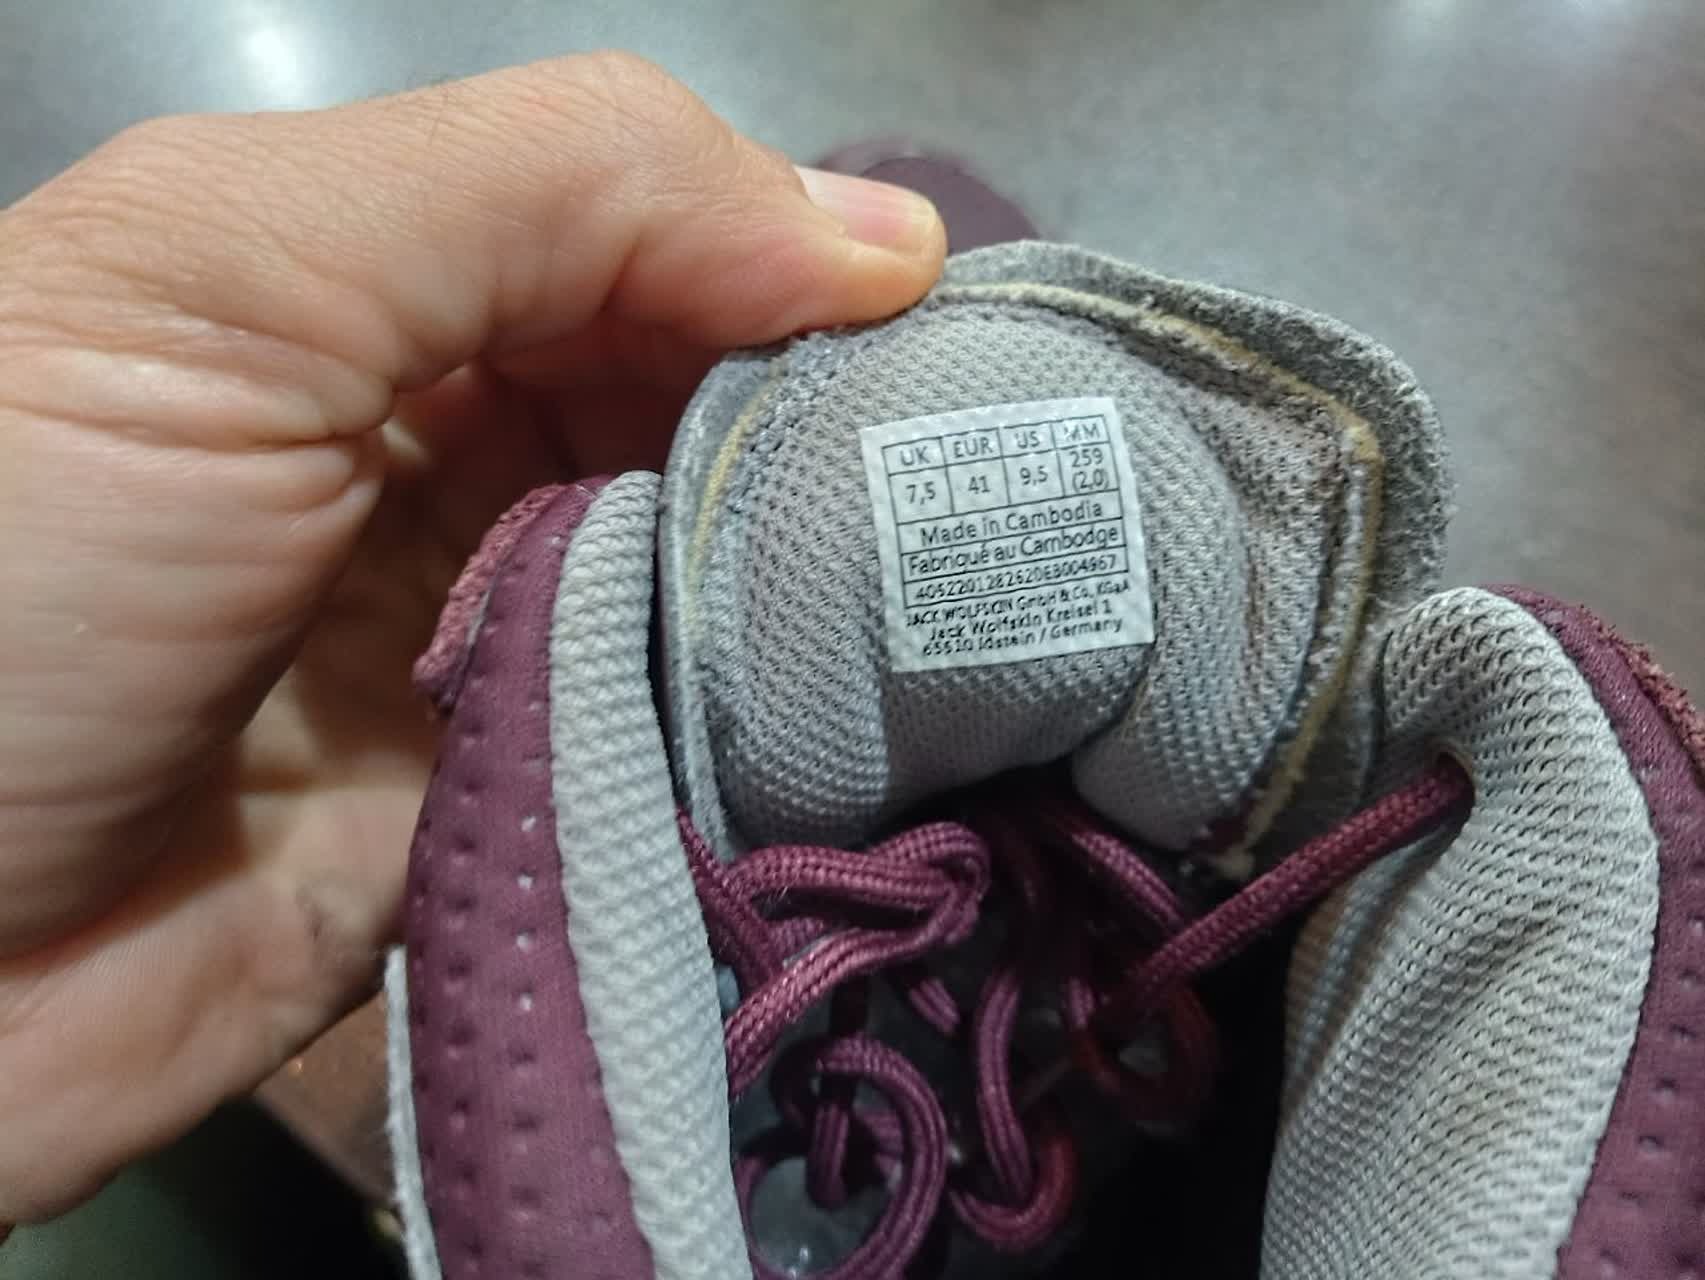 UK EUR US MM
7,5 41 9,5 259 (2,0)
Made in Cambodia
Fabriqué au Cambodge
JACK WOLFSKIN GmbH & Co, KGaA
Jack Wolfskin Kreisel 1
65510 Idstein / Germany